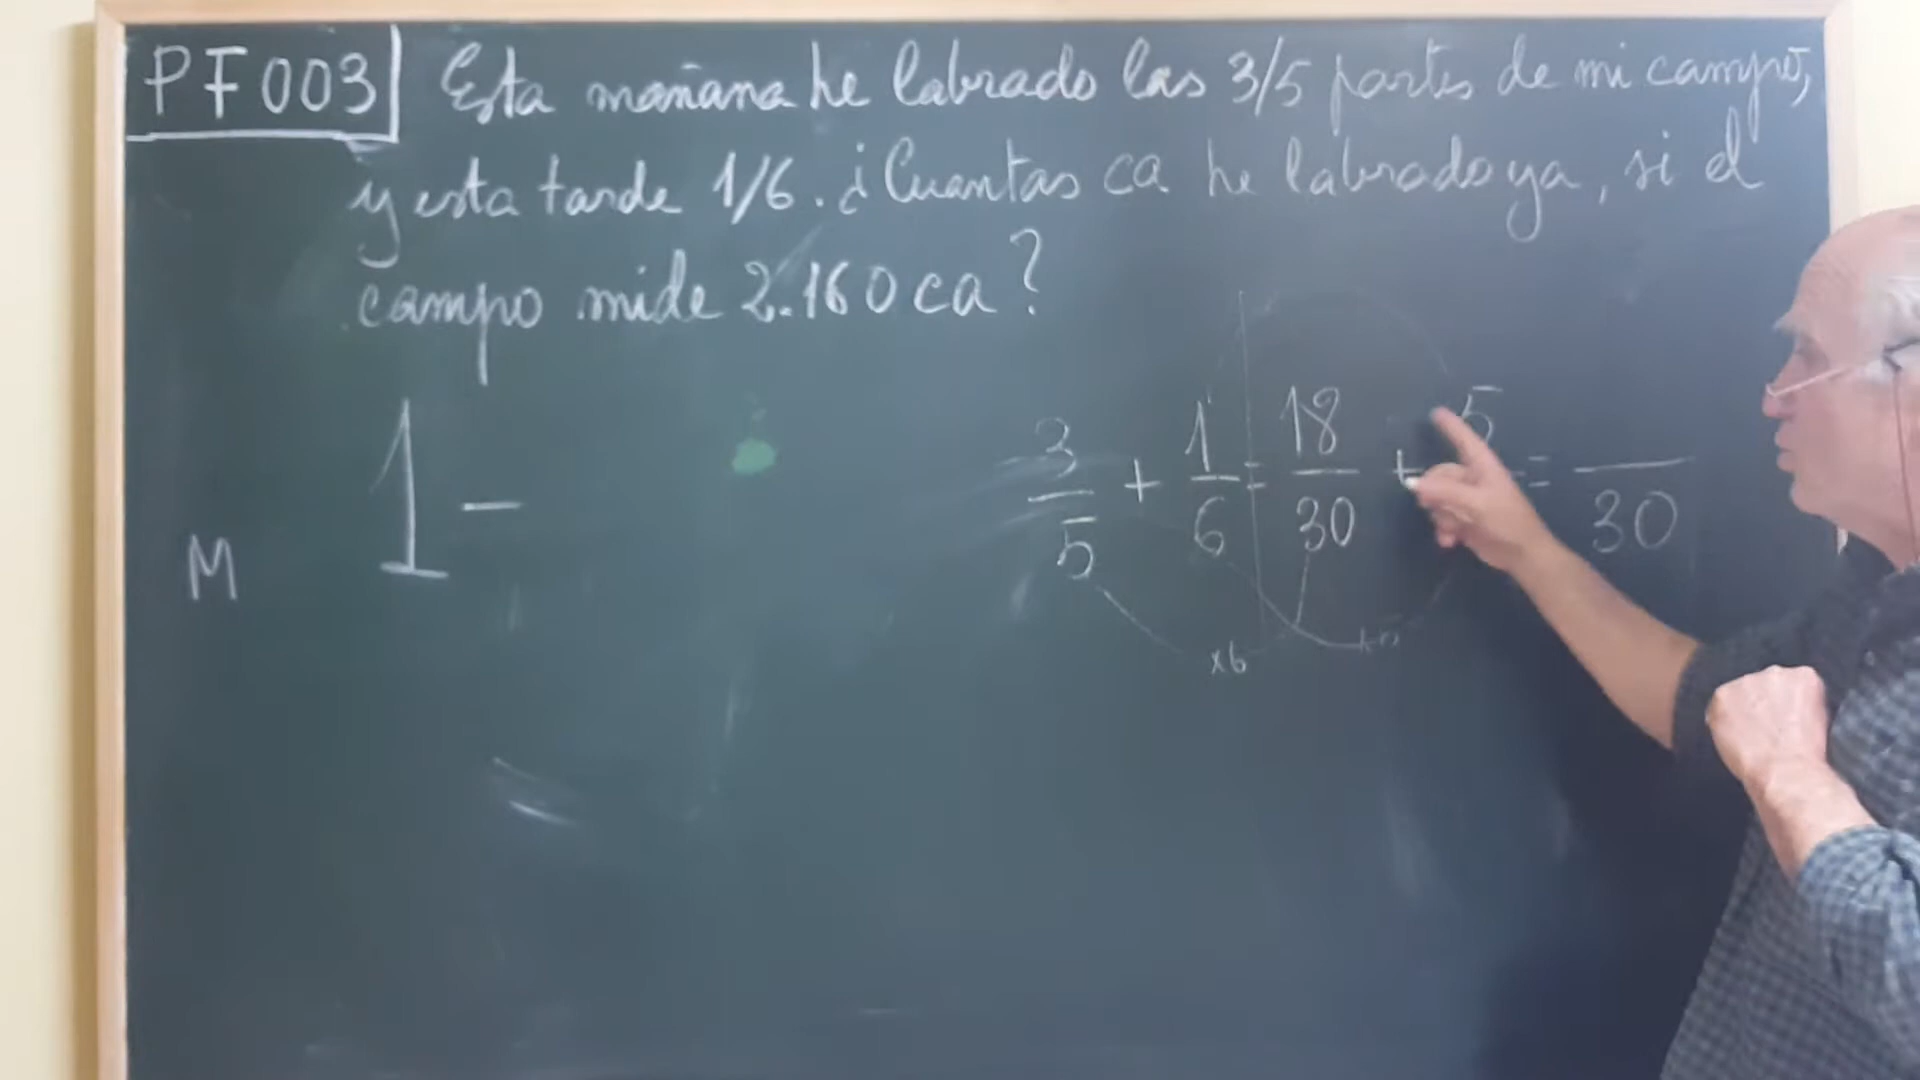 PF003 Esta mañana he labrado las 3/5 partes de mi campo,
y esta tarde 1/6. ¿Cuantas ca he labrado ya, si el
campo mide 2.160 ca?
1 -
M
3/5 + 1/6 = 18/30 + 5 = /30
x6